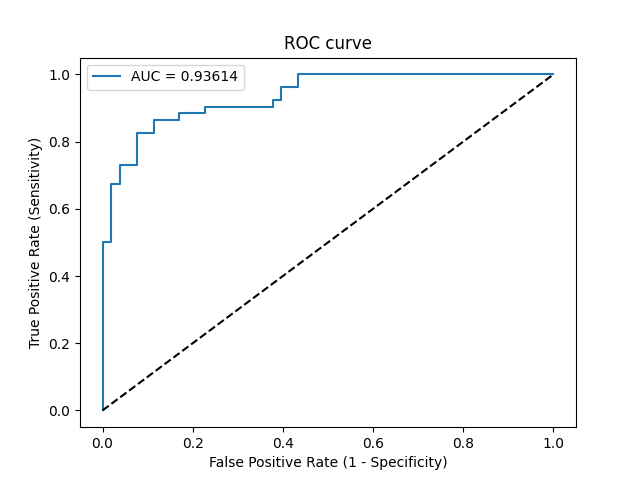 ROC curve
AUC = 0.93614
1.0
0.8
0.6
0.4
0.2
0.0
True Positive Rate (Sensitivity)
0.0 0.2 0.4 0.6 0.8 1.0
False Positive Rate (1 - Specificity)